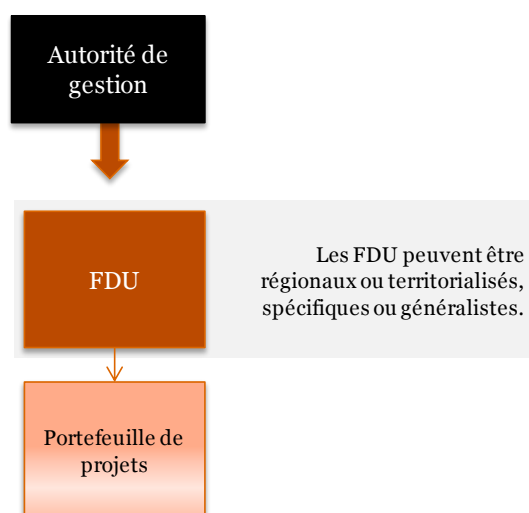 Autorité de
gestion
FDU
Les FDU peuvent être
régionaux ou territorialisés,
spécifiques ou généralistes.
Portefeuille de
projets